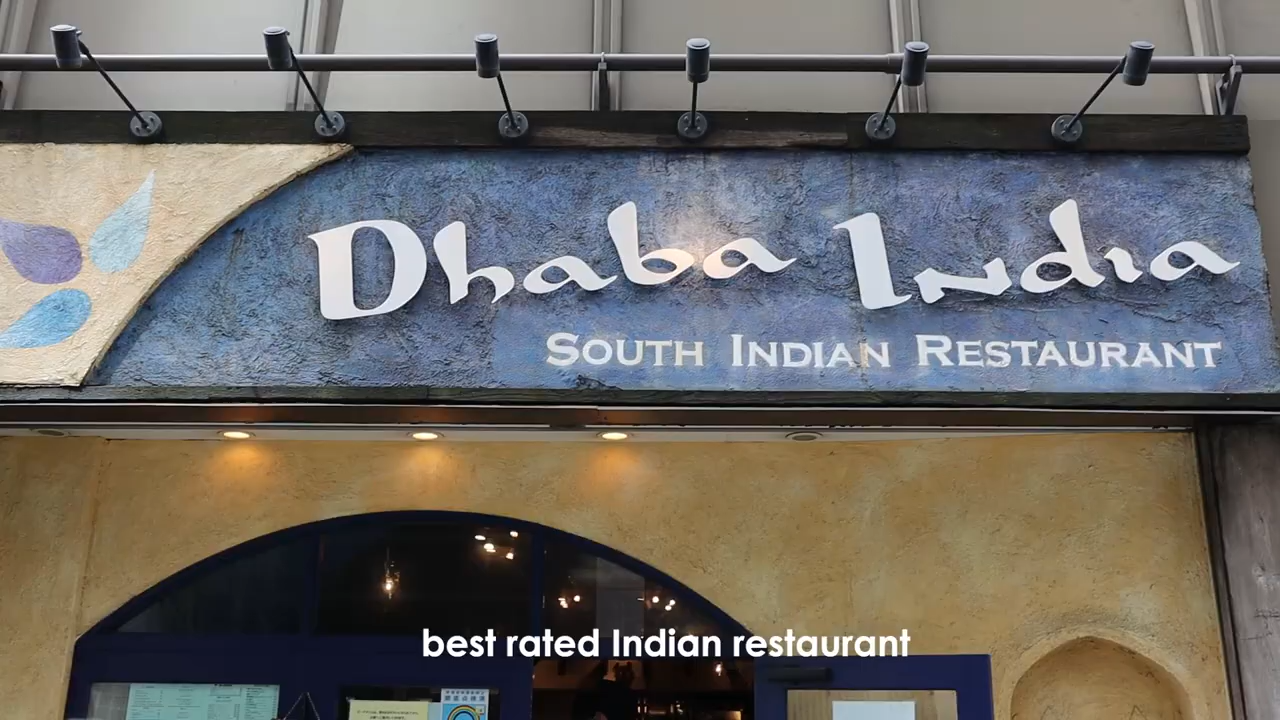 Dhaba India
South Indian Restaurant
best rated Indian restaurant